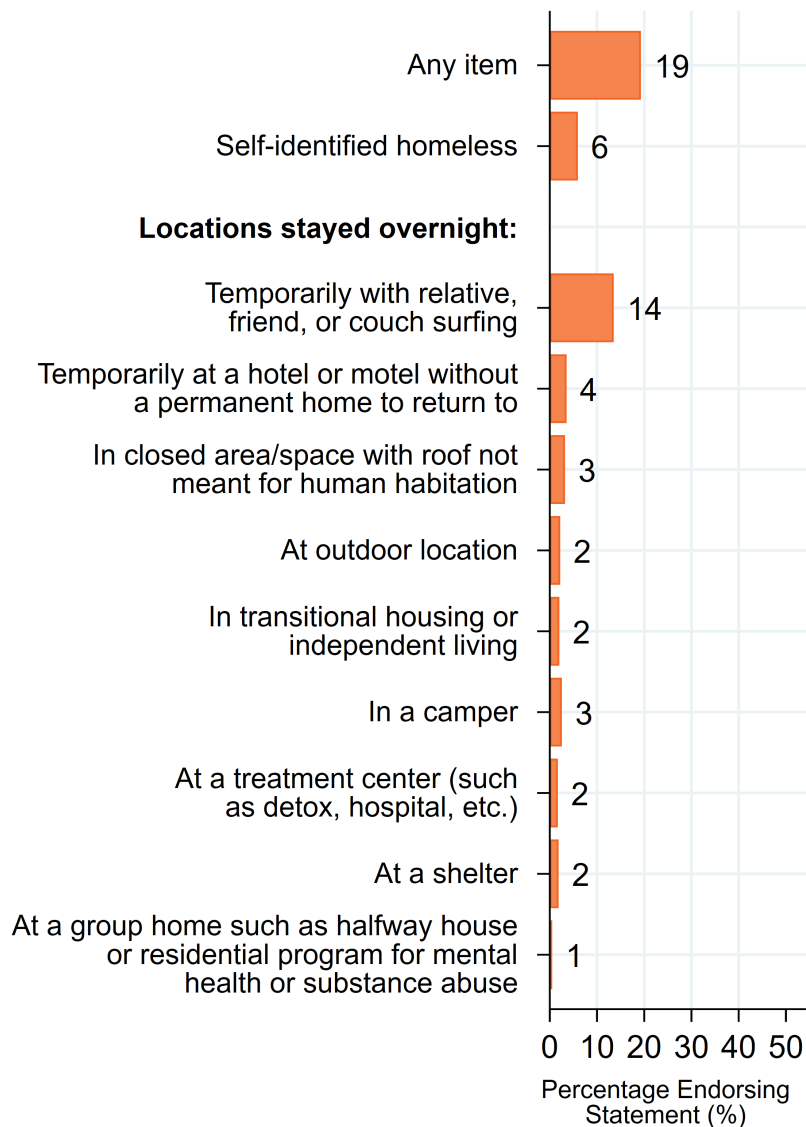 Any item
19
Self-identified homeless
6
Locations stayed overnight:
Temporarily with relative,
friend, or couch surfing
14
Temporarily at a hotel or motel without
a permanent home to return to
4
In closed area/space with roof not
meant for human habitation
3
At outdoor location
2
In transitional housing or
independent living
2
In a camper
3
At a treatment center (such
as detox, hospital, etc.)
2
At a shelter
2
At a group home such as halfway house
or residential program for mental
health or substance abuse
1
0 10 20 30 40 50
Percentage Endorsing
Statement (%)